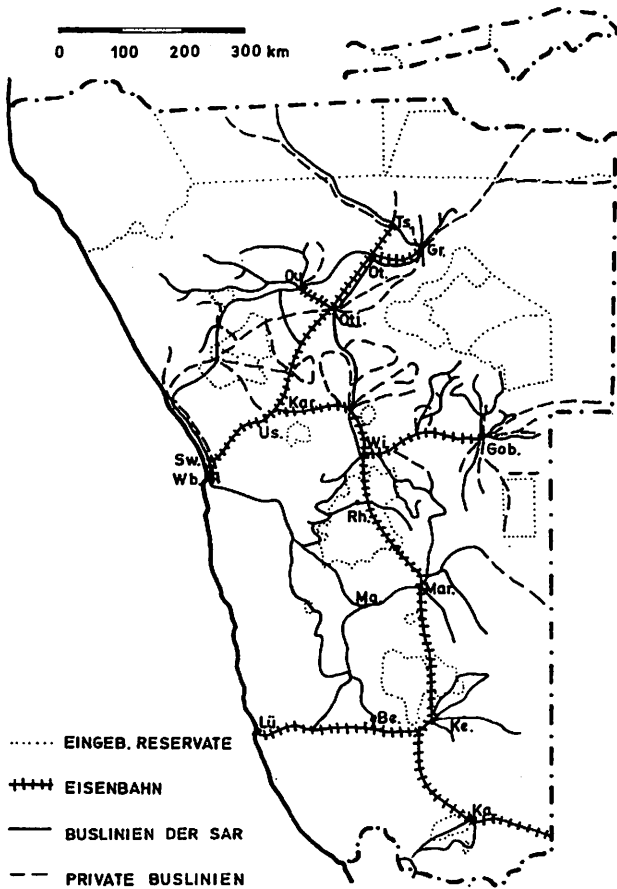 0 100 200 300 km
Ts.
Gr.
Ot.
Ou.
Otj.
Kar.
Us.
Wi.
Gob.
Sw.
Wb.
Rh.
Ma.
Mar.
Lü.
Be.
Ke.
Ka.
EINGEB. RESERVATE
EISENBAHN
BUSLINIEN DER SAR
PRIVATE BUSLINIEN